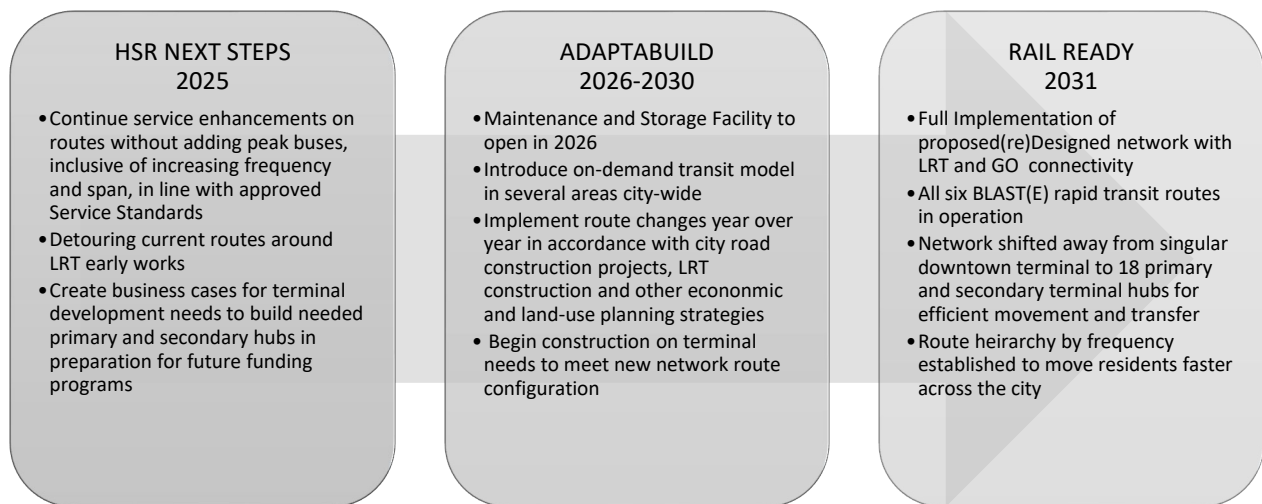 HSR NEXT STEPS
2025
•Continue service enhancements on
routes without adding peak buses,
inclusive of increasing frequency
and span, in line with approved
Service Standards
•Detouring current routes around
LRT early works
•Create business cases for terminal
development needs to build needed
primary and secondary hubs in
preparation for future funding
programs
ADAPTABUILD
2026-2030
•Maintenance and Storage Facility to
open in 2026
•Introduce on-demand transit model
in several areas city-wide
•Implement route changes year over
year in accordance with city road
construction projects, LRT
construction and other econonmic
and land-use planning strategies
• Begin construction on terminal
needs to meet new network route
configuration
RAIL READY
2031
•Full Implementation of
proposed(re)Designed network with
LRT and GO connectivity
•All six BLAST(E) rapid transit routes
in operation
•Network shifted away from singular
downtown terminal to 18 primary
and secondary terminal hubs for
efficient movement and transfer
•Route heirarchy by frequency
established to move residents faster
across the city